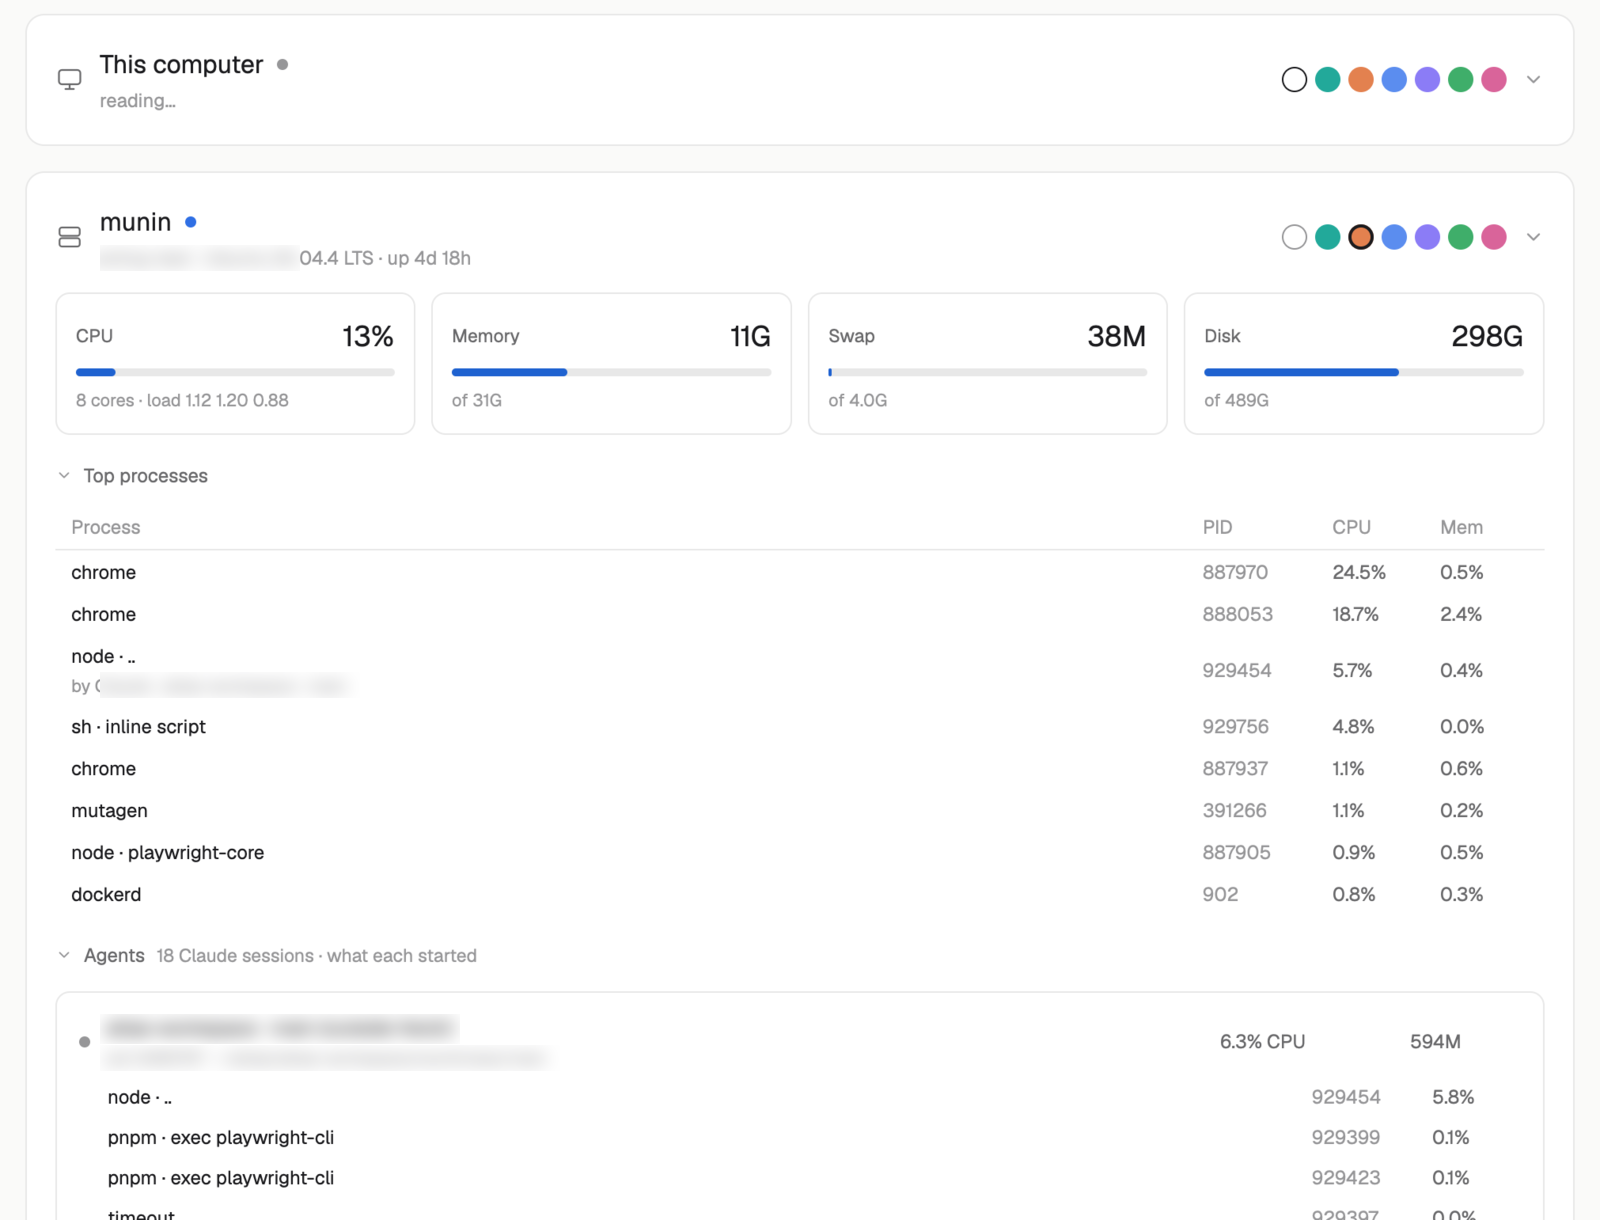 This computer
reading...
munin
04.4 LTS · up 4d 18h
CPU 13%
8 cores · load 1.12 1.20 0.88
Memory 11G
of 31G
Swap 38M
of 4.0G
Disk 298G
of 489G
Top processes
Process PID CPU Mem
chrome 887970 24.5% 0.5%
chrome 888053 18.7% 2.4%
node · .. 929454 5.7% 0.4%
by
sh · inline script 929756 4.8% 0.0%
chrome 887937 1.1% 0.6%
mutagen 391266 1.1% 0.2%
node · playwright-core 887905 0.9% 0.5%
dockerd 902 0.8% 0.3%
Agents 18 Claude sessions · what each started
6.3% CPU 594M
node · .. 929454 5.8%
pnpm · exec playwright-cli 929399 0.1%
pnpm · exec playwright-cli 929423 0.1%
timeout 929397 0.0%